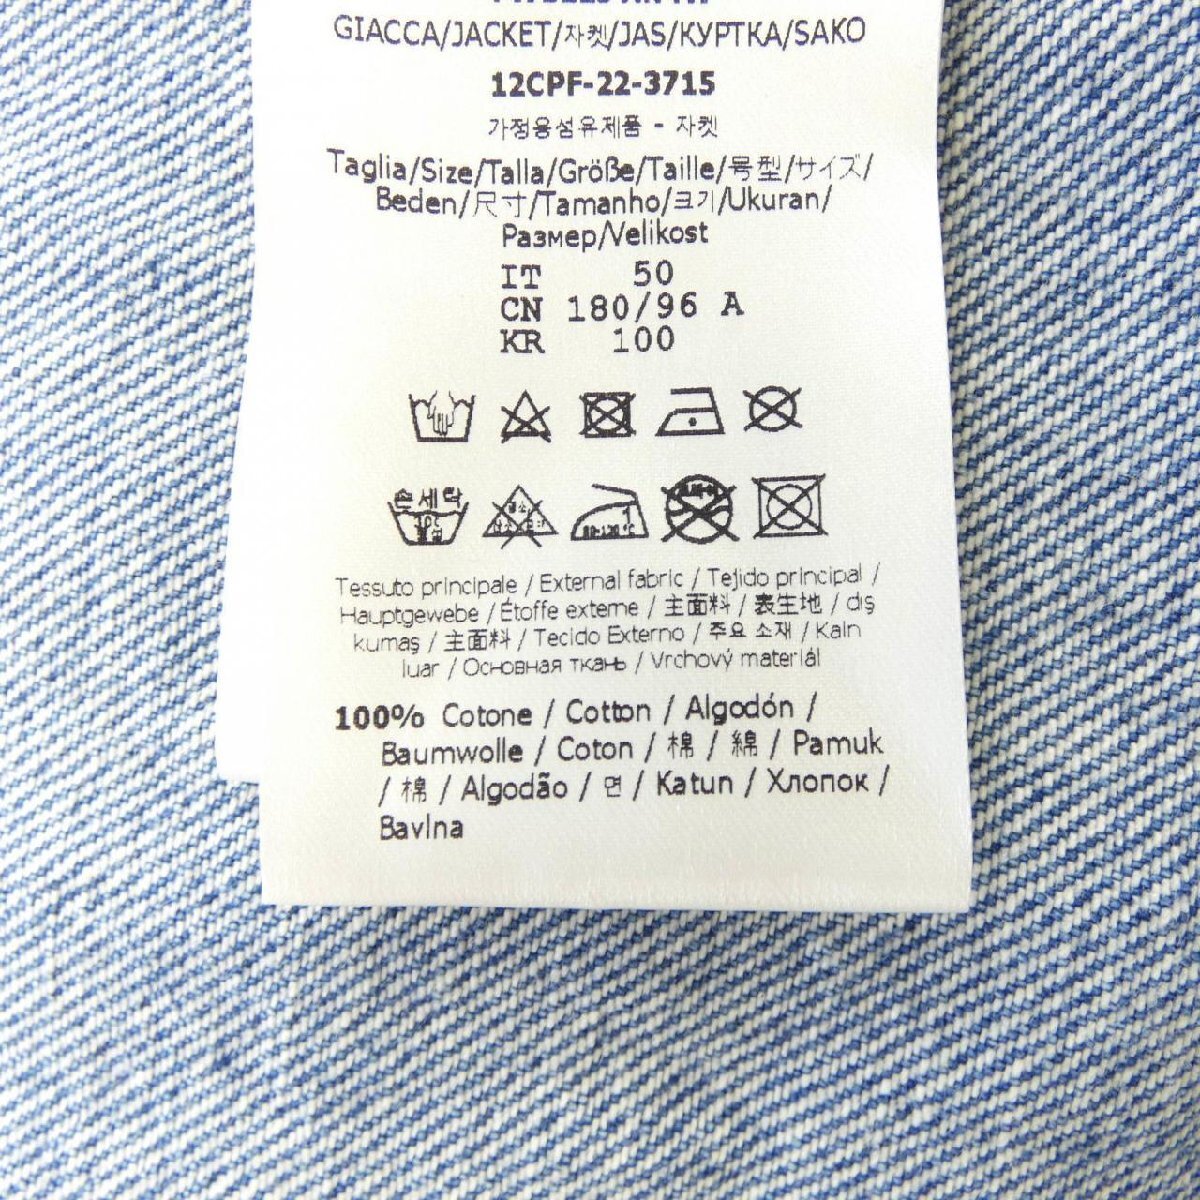 GIACCA/JACKET/자켓/JAS/КУРТКА/SAKO
12CPF-22-3715
가정용섬유제품 - 자켓
Taglia/Size/Talla/Größe/Taille/号型/サイズ/
Beden/尺寸/Tamanho/크기/Ukuran/
Размер/Velikost
IT 50
CN 180/96 A
KR 100
손세탁
80-120°C
Tessuto principale / External fabric / Tejido principal /
Hauptgewebe / Étoffe externe / 主面料 / 表生地 / dış
kumaş / 主面料 / Tecido Externo / 주요 소재 / Kain
luar / Основная ткань / Vrchový materiál
100% Cotone / Cotton / Algodón /
Baumwolle / Coton / 棉 / 綿 / Pamuk
/ 棉 / Algodão / 면 / Katun / Хлопок /
Bavlna